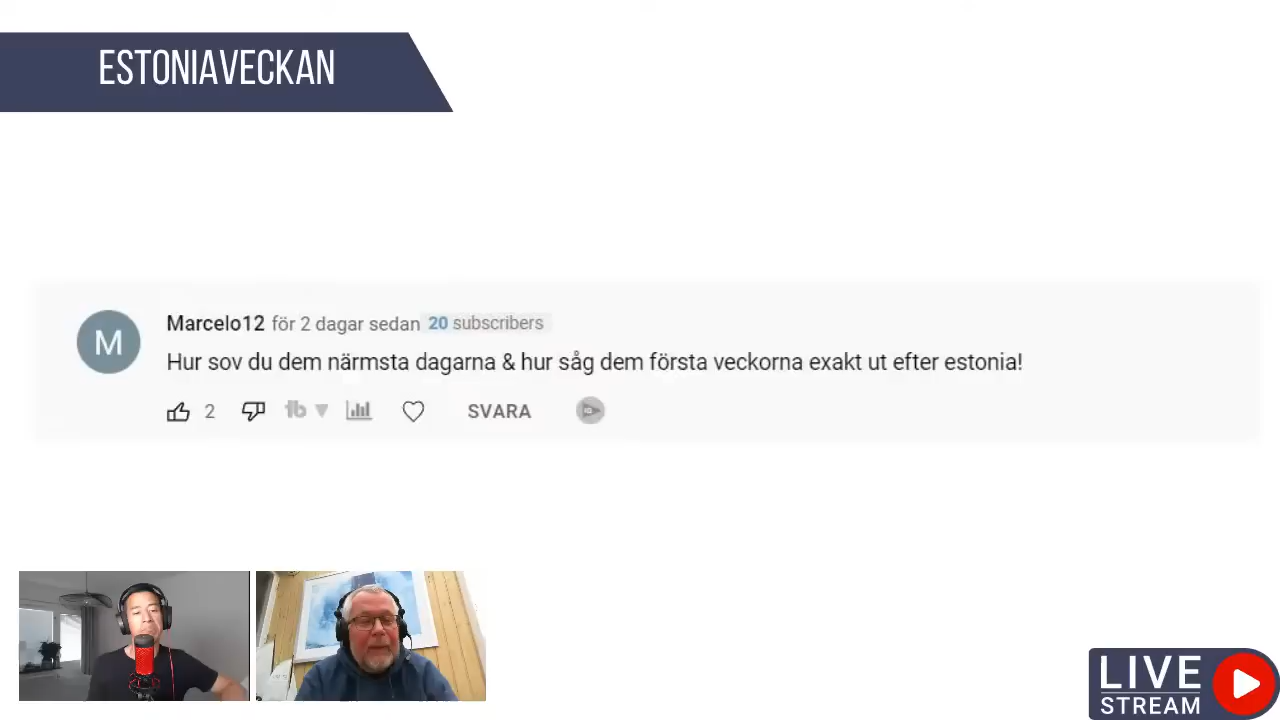 ESTONIAVECKAN
Marcelo12 för 2 dagar sedan 20 subscribers
Hur sov du dem närmsta dagarna & hur såg dem första veckorna exakt ut efter estonia!
2 SVARA
M
LIVE
STREAM